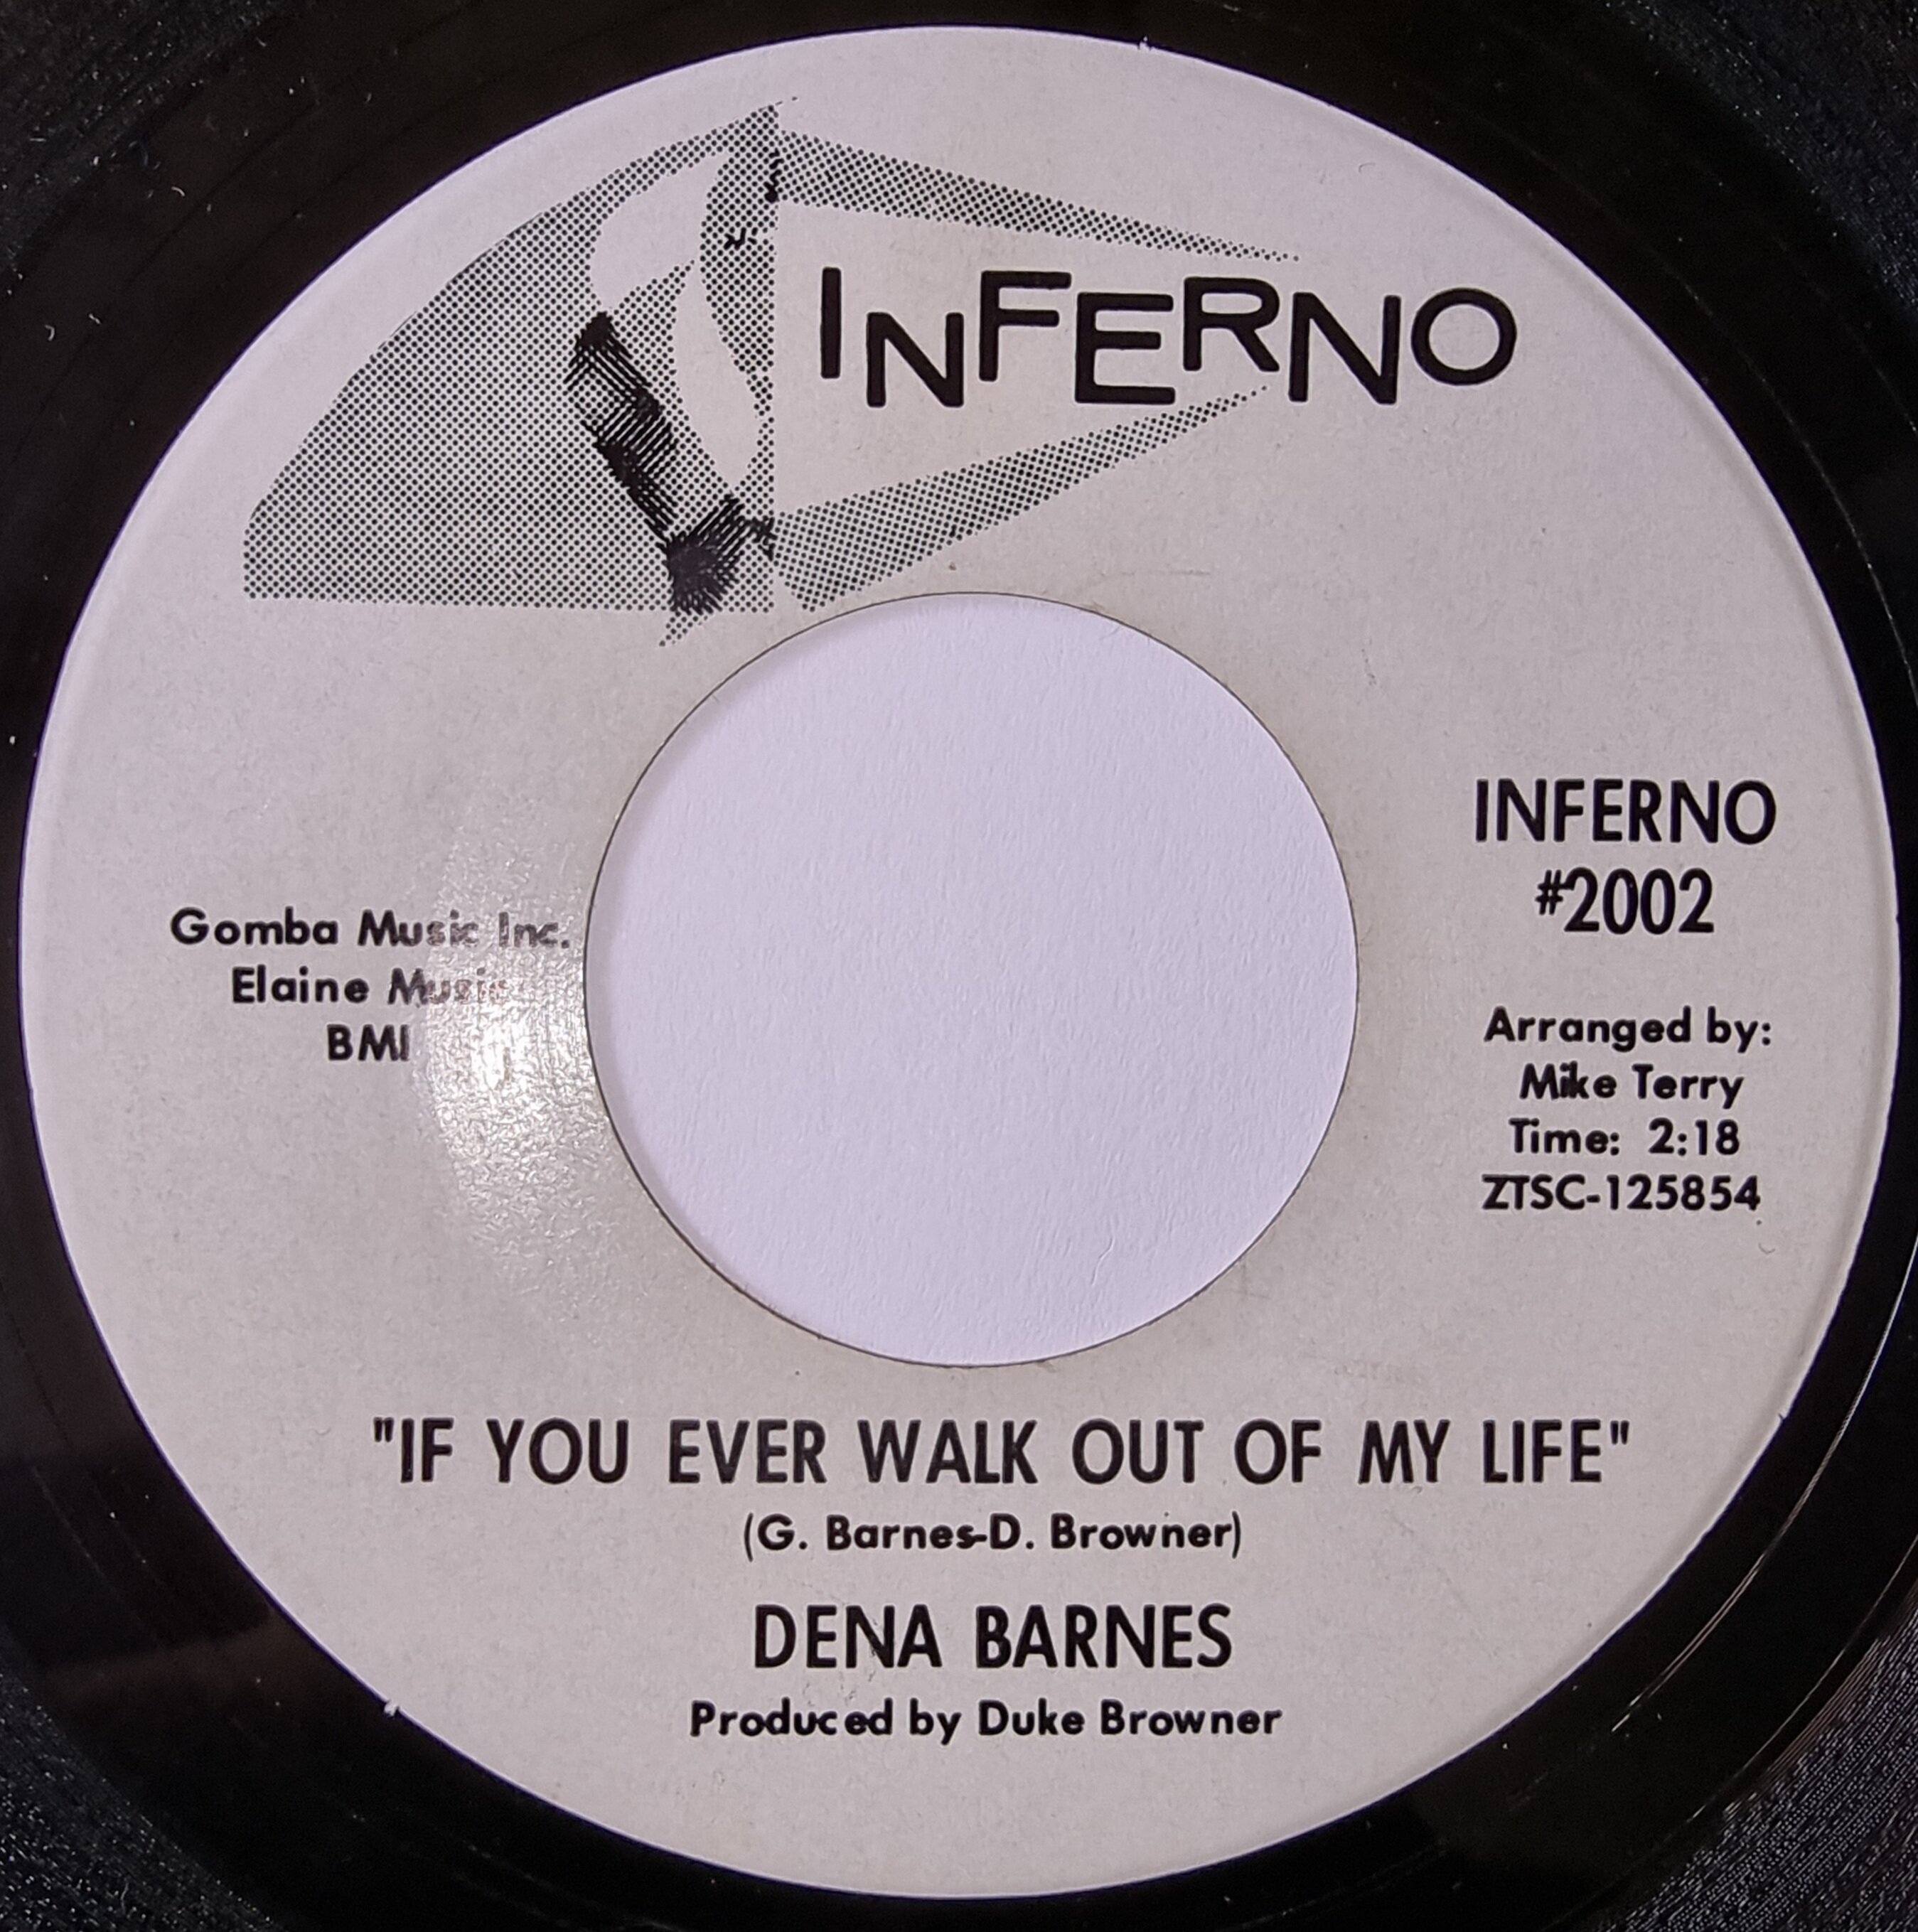 INFERNO
INFERNO
#2002
Gomba Music Inc.
Elaine Music
BMI
Arranged by:
Mike Terry
Time: 2:18
ZTSC-125854
"IF YOU EVER WALK OUT OF MY LIFE"
(G. Barnes-D. Browner)
DENA BARNES
Produced by Duke Browner